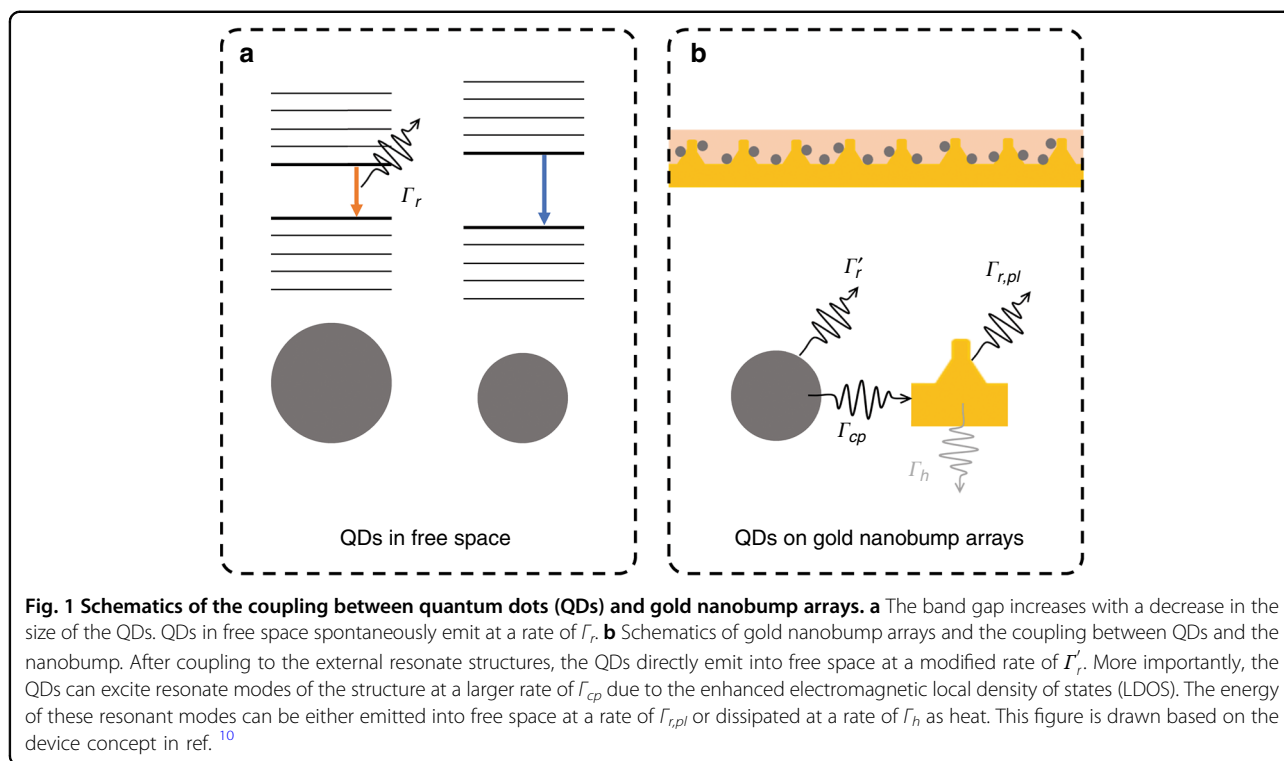 a
Γr
QDs in free space
b
Γ′r
Γr,pl
Γcp
Γh
QDs on gold nanobump arrays
Fig. 1 Schematics of the coupling between quantum dots (QDs) and gold nanobump arrays. a The band gap increases with a decrease in the
size of the QDs. QDs in free space spontaneously emit at a rate of Γr. b Schematics of gold nanobump arrays and the coupling between QDs and the
nanobump. After coupling to the external resonate structures, the QDs directly emit into free space at a modified rate of Γ′r. More importantly, the
QDs can excite resonate modes of the structure at a larger rate of Γcp due to the enhanced electromagnetic local density of states (LDOS). The energy
of these resonant modes can be either emitted into free space at a rate of Γr,pl or dissipated at a rate of Γh as heat. This figure is drawn based on the
device concept in ref. 10